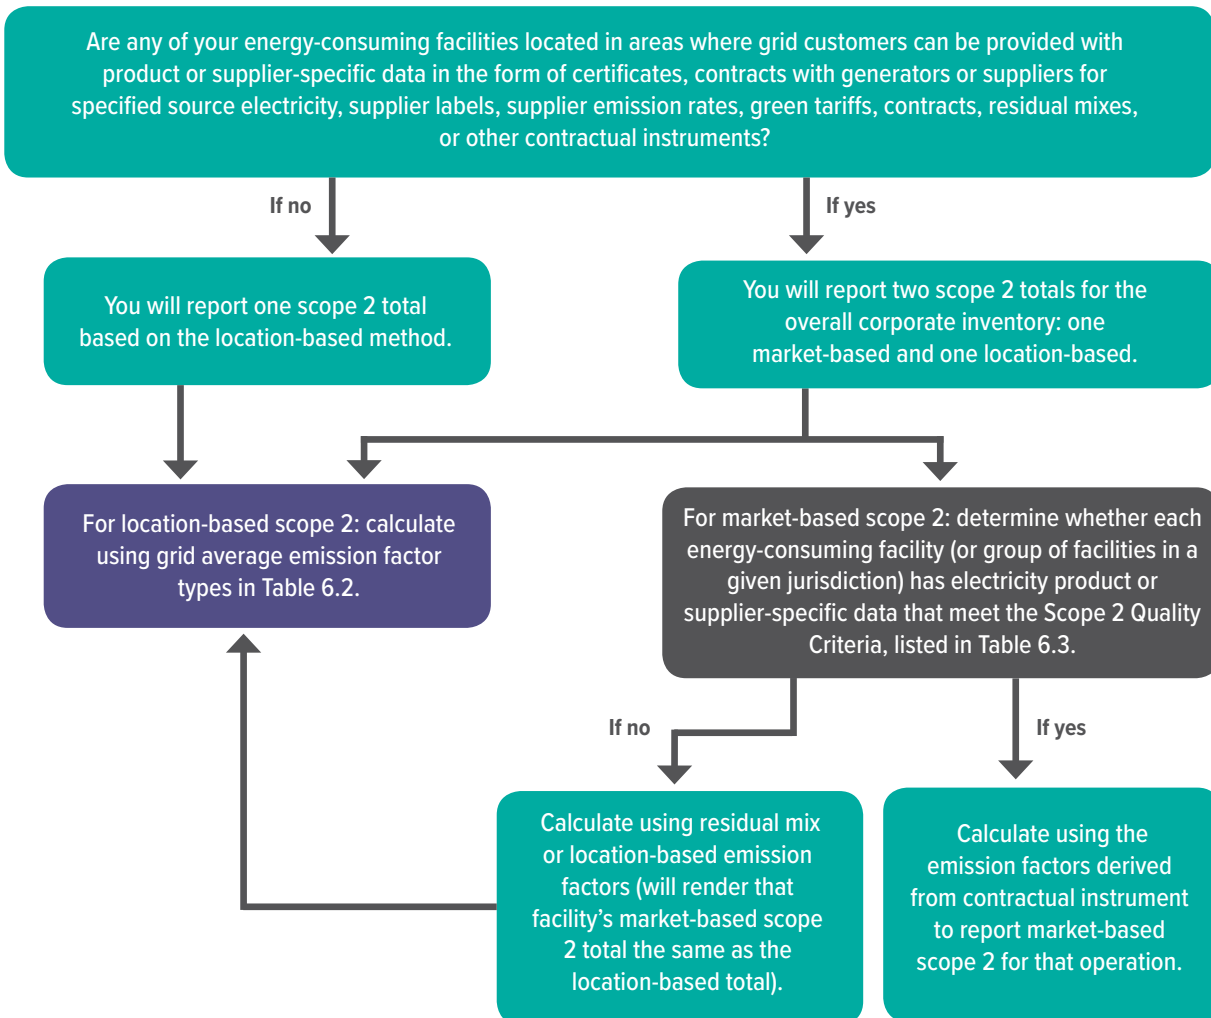 Are any of your energy-consuming facilities located in areas where grid customers can be provided with
product or supplier-specific data in the form of certificates, contracts with generators or suppliers for
specified source electricity, supplier labels, supplier emission rates, green tariffs, contracts, residual mixes,
or other contractual instruments?
If no
If yes
You will report one scope 2 total
based on the location-based method.
You will report two scope 2 totals for the
overall corporate inventory: one
market-based and one location-based.
For location-based scope 2: calculate
using grid average emission factor
types in Table 6.2.
For market-based scope 2: determine whether each
energy-consuming facility (or group of facilities in a
given jurisdiction) has electricity product or
supplier-specific data that meet the Scope 2 Quality
Criteria, listed in Table 6.3.
If no
If yes
Calculate using residual mix
or location-based emission
factors (will render that
facility’s market-based scope
2 total the same as the
location-based total).
Calculate using the
emission factors derived
from contractual instrument
to report market-based
scope 2 for that operation.